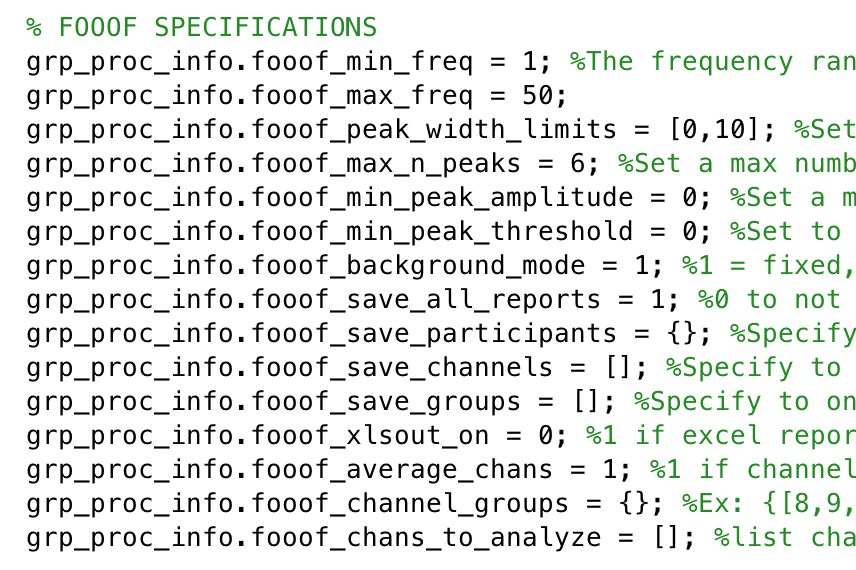 % FOOOF SPECIFICATIONS
grp_proc_info.fooof_min_freq = 1; %The frequency ran
grp_proc_info.fooof_max_freq = 50;
grp_proc_info.fooof_peak_width_limits = [0,10]; %Set
grp_proc_info.fooof_max_n_peaks = 6; %Set a max numb
grp_proc_info.fooof_min_peak_amplitude = 0; %Set a m
grp_proc_info.fooof_min_peak_threshold = 0; %Set to
grp_proc_info.fooof_background_mode = 1; %1 = fixed,
grp_proc_info.fooof_save_all_reports = 1; %0 to not
grp_proc_info.fooof_save_participants = {}; %Specify
grp_proc_info.fooof_save_channels = []; %Specify to
grp_proc_info.fooof_save_groups = []; %Specify to on
grp_proc_info.fooof_xlsout_on = 0; %1 if excel repor
grp_proc_info.fooof_average_chans = 1; %1 if channel
grp_proc_info.fooof_channel_groups = {}; %Ex: {[8,9,
grp_proc_info.fooof_chans_to_analyze = []; %list cha